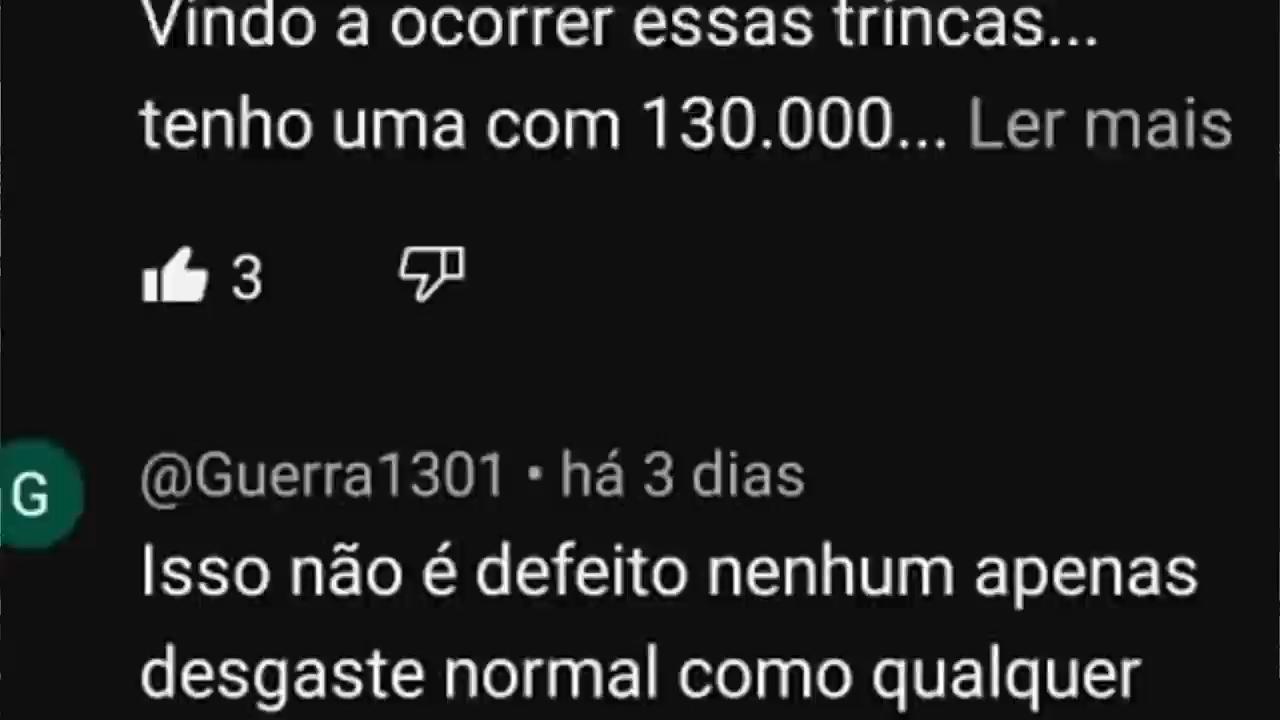 Vindo a ocorrer essas trincas...
tenho uma com 130.000... Ler mais
3
G
@Guerra1301 • há 3 dias
Isso não é defeito nenhum apenas
desgaste normal como qualquer